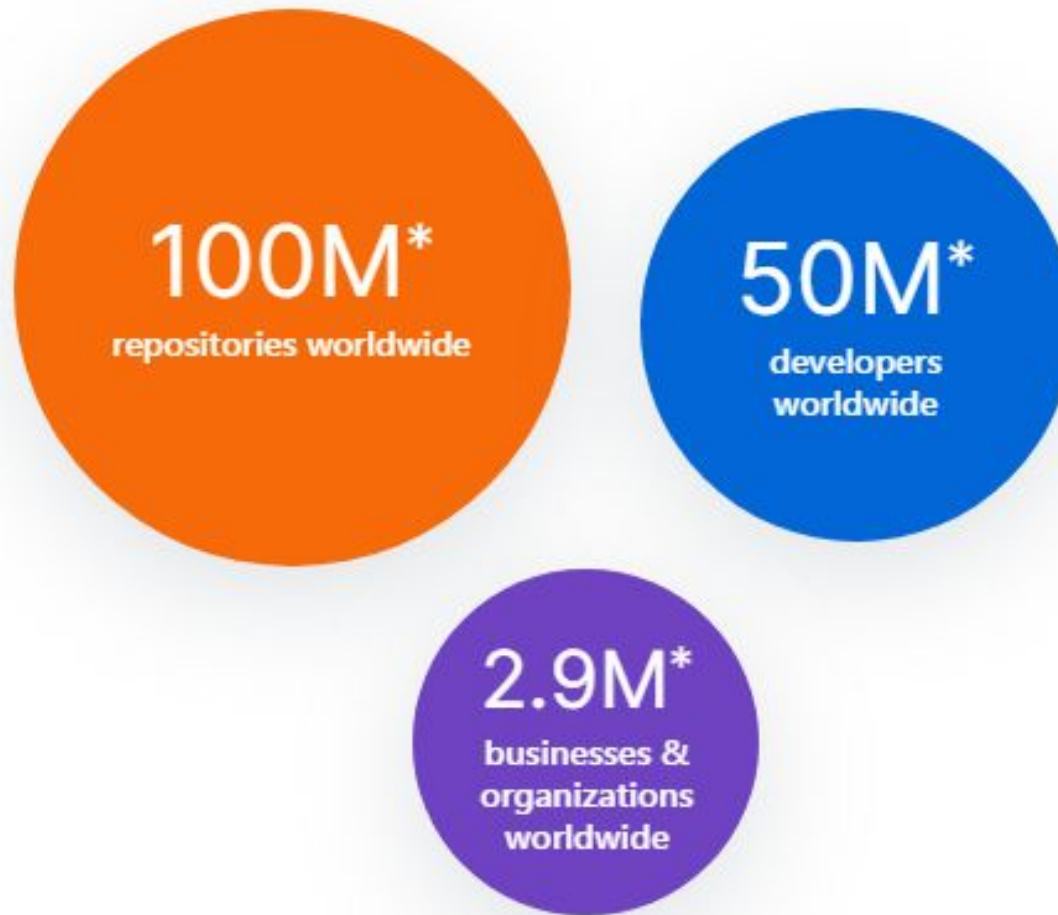 100M*
repositories worldwide
50M*
developers
worldwide
2.9M*
businesses &
organizations
worldwide